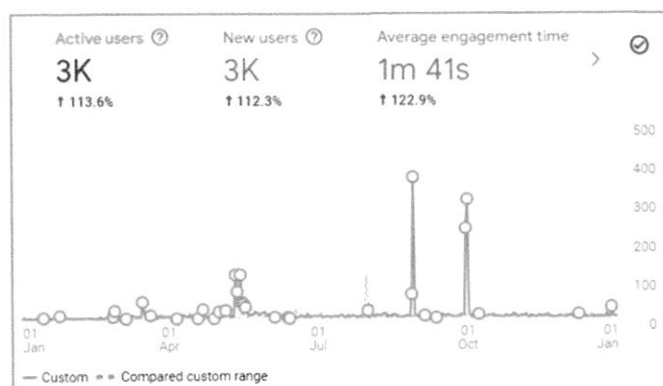 Active users ? New users ? Average engagement time
3K 3K 1m 41s
↑ 113.6% ↑ 112.3% ↑ 122.9%
500
400
300
200
100
0
01 01 01 01 01
Jan Apr Jul Oct Jan
Custom Compared custom range